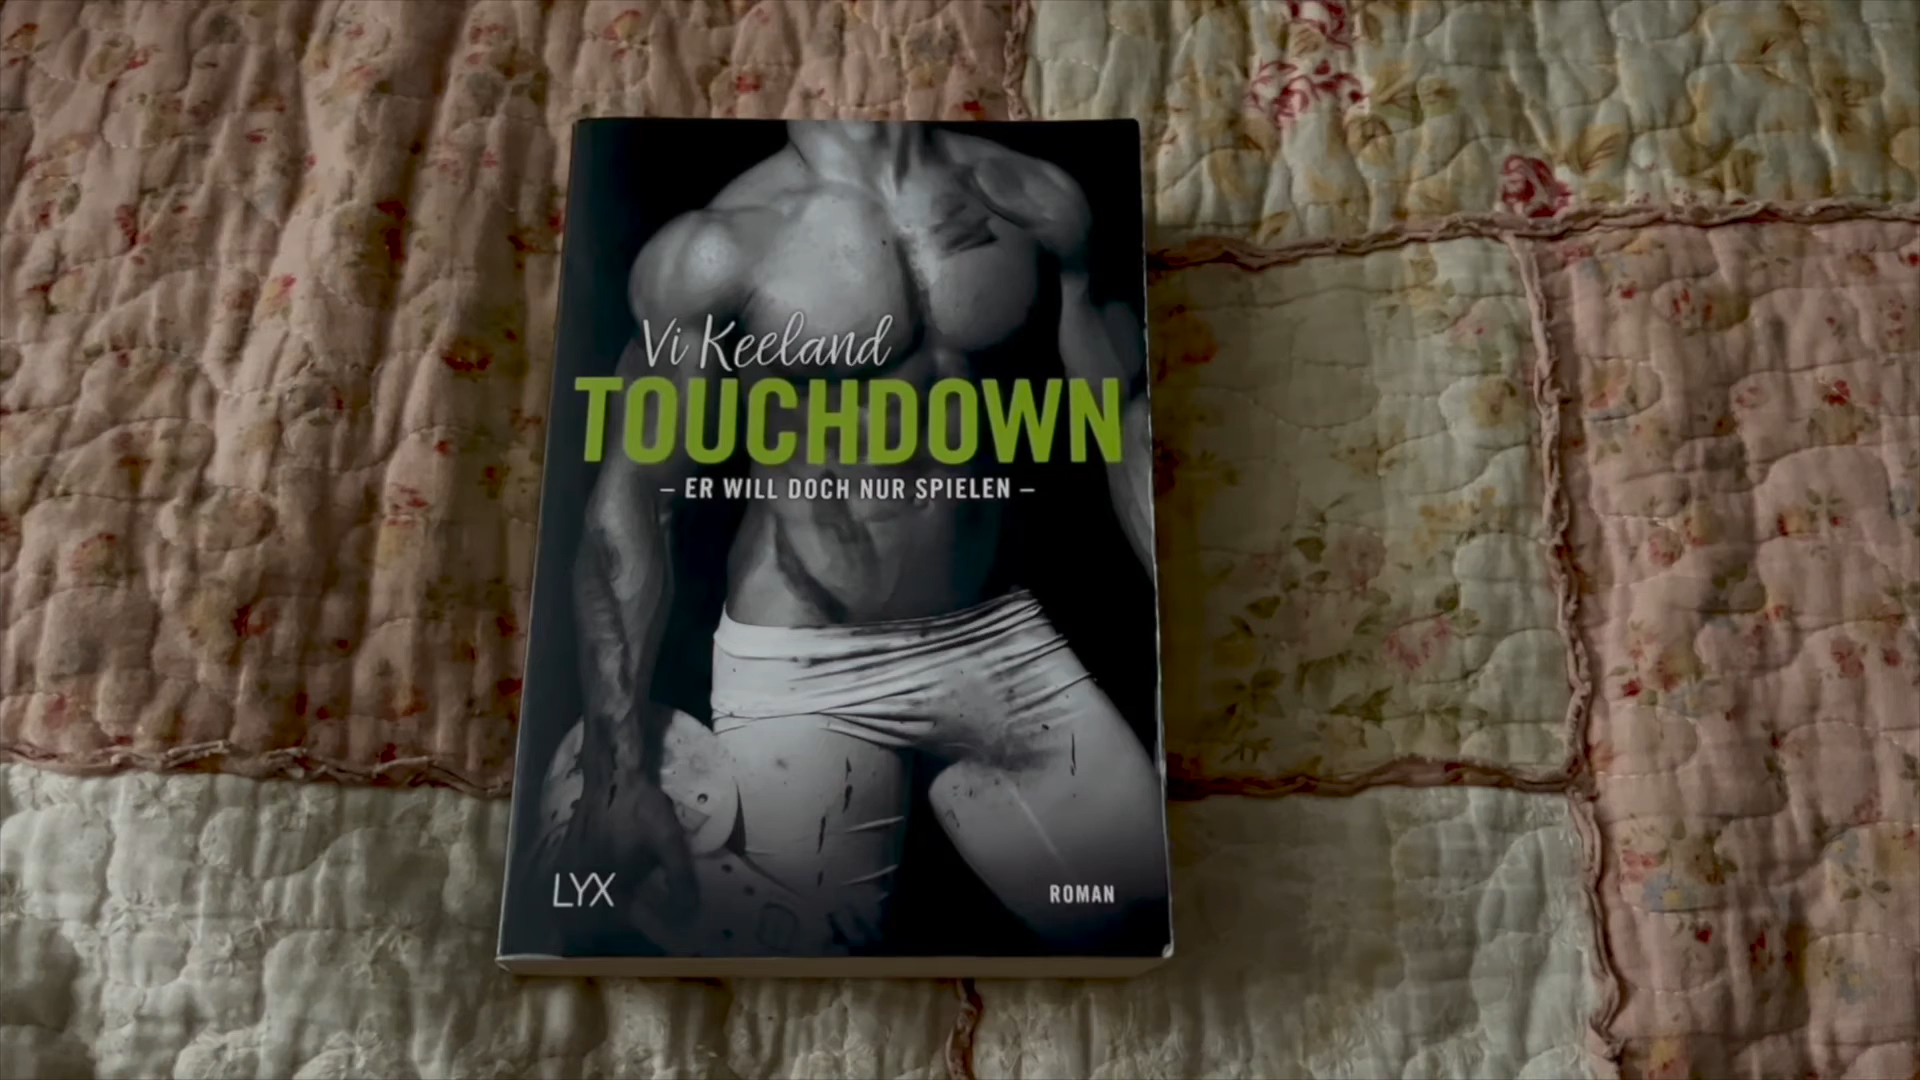 Vi Keeland
TOUCHDOWN
– ER WILL DOCH NUR SPIELEN –
LYX
ROMAN